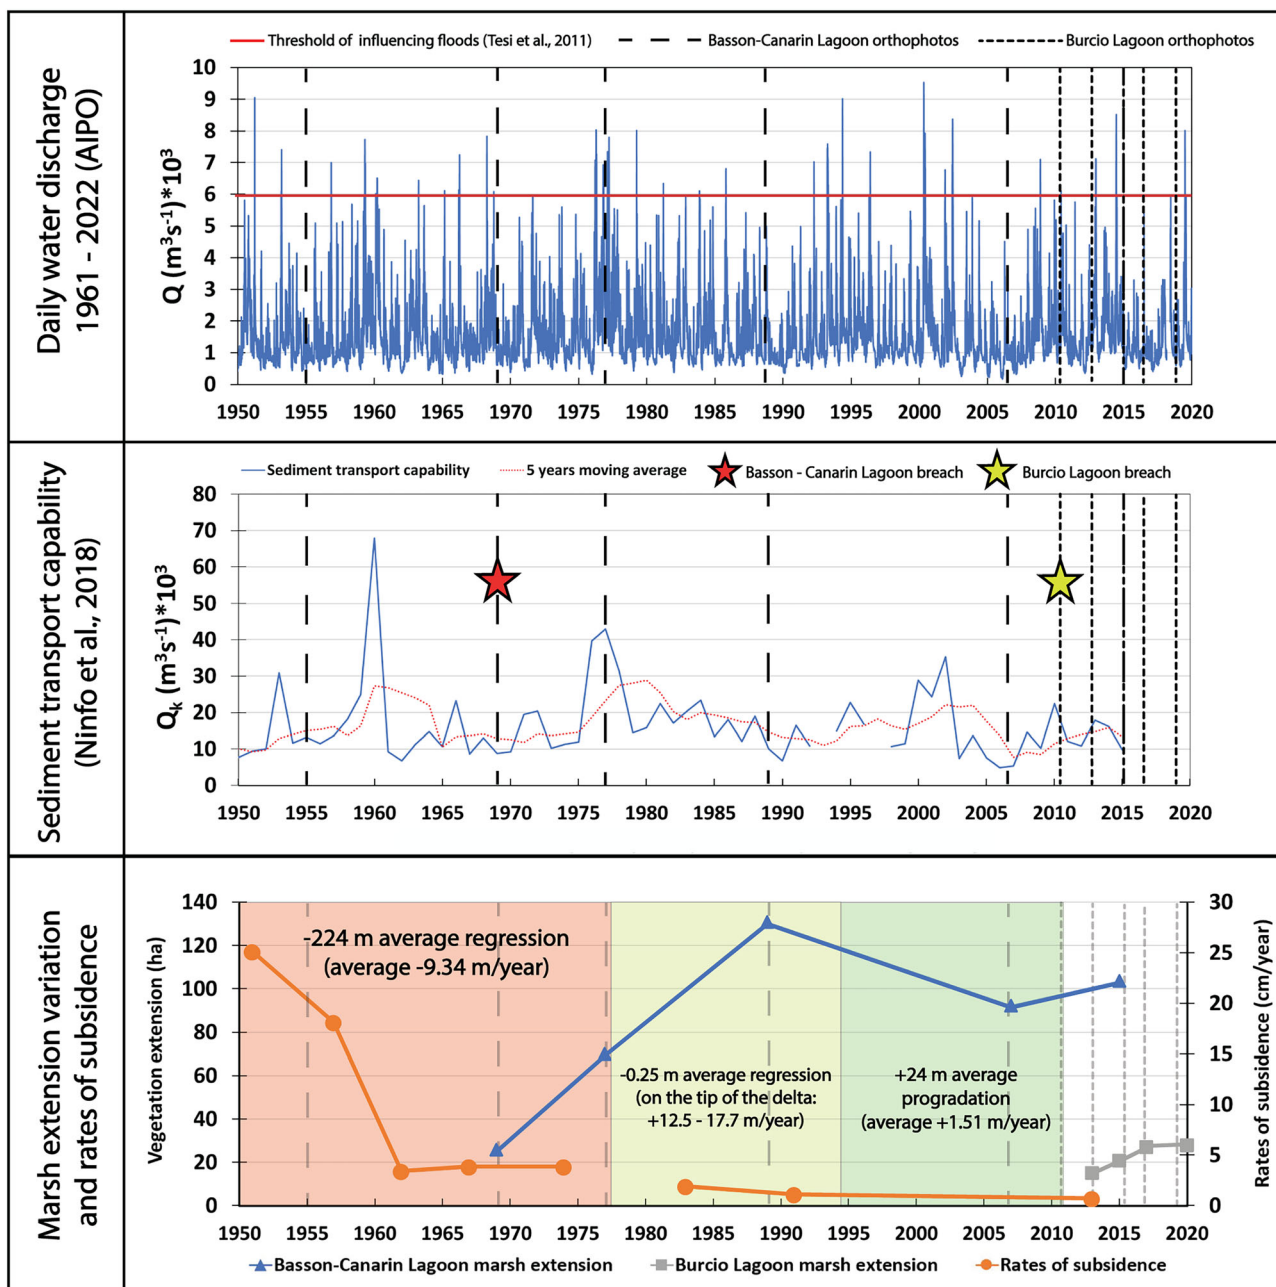 Daily water discharge
1961 - 2022 (AIPO)
Threshold of influencing floods (Tesi et al., 2011)
Basson-Canarin Lagoon orthophotos
Burcio Lagoon orthophotos
Q (m³s⁻¹)*10³
10
9
8
7
6
5
4
3
2
1
0
1950 1955 1960 1965 1970 1975 1980 1985 1990 1995 2000 2005 2010 2015 2020
Sediment transport capability
(Ninfo et al., 2018)
Sediment transport capability
5 years moving average
Basson - Canarin Lagoon breach
Burcio Lagoon breach
Qₖ (m³s⁻¹)*10³
80
70
60
50
40
30
20
10
0
1950 1955 1960 1965 1970 1975 1980 1985 1990 1995 2000 2005 2010 2015 2020
Marsh extension variation
and rates of subsidence
Vegetation extension (ha)
140
120
100
80
60
40
20
0
-224 m average regression
(average -9.34 m/year)
-0.25 m average regression
(on the tip of the delta:
+12.5 - 17.7 m/year)
+24 m average
progradation
(average +1.51 m/year)
30
25
20
15
10
5
0
Rates of subsidence (cm/year)
1950 1955 1960 1965 1970 1975 1980 1985 1990 1995 2000 2005 2010 2015 2020
Basson-Canarin Lagoon marsh extension
Burcio Lagoon marsh extension
Rates of subsidence